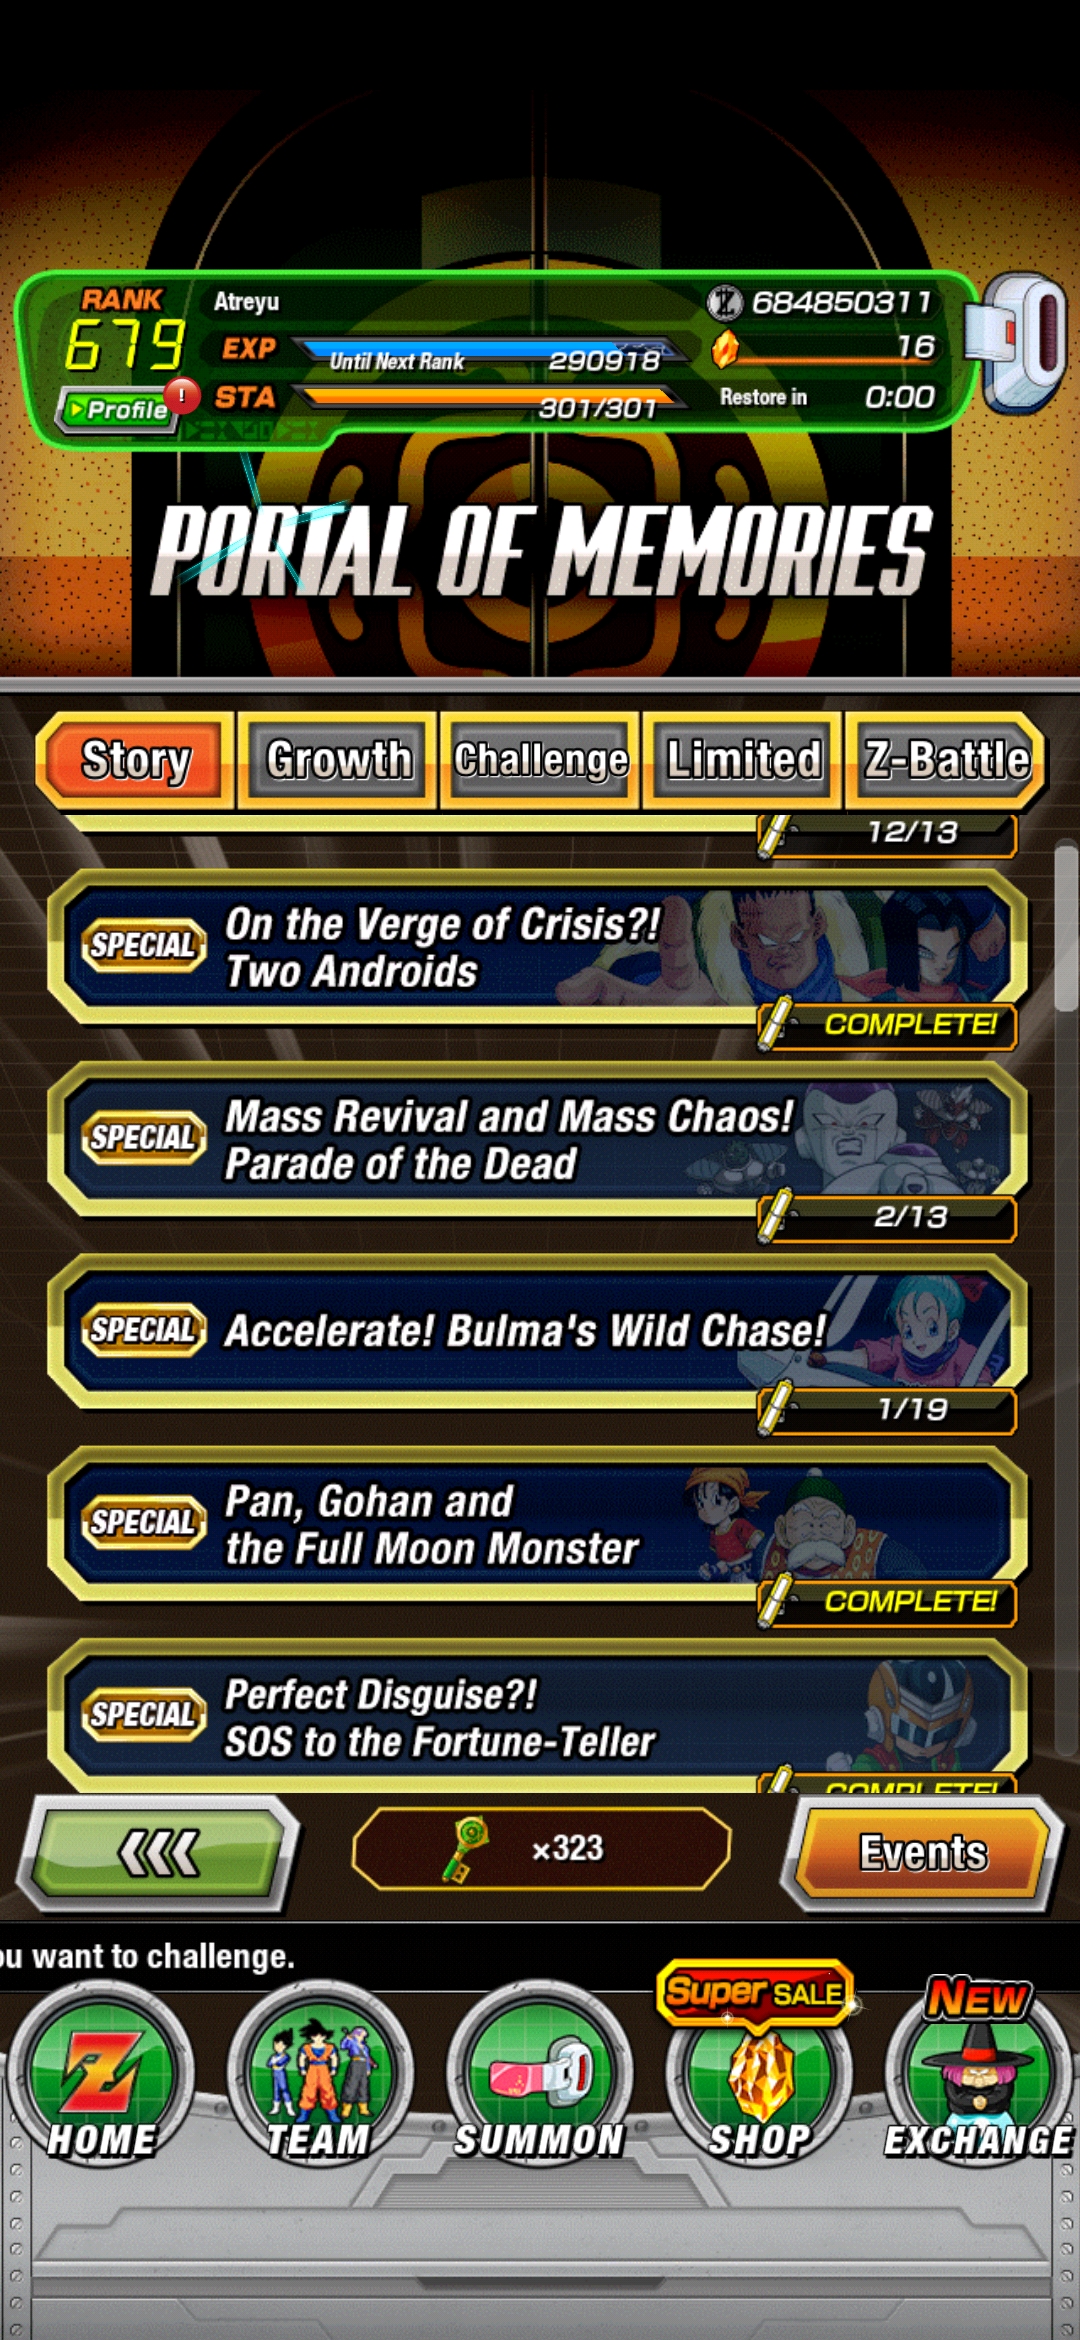 RANK
679
Atreyu
684850311
EXP
Until Next Rank 290918
16
Profile
!
STA
301/301
Restore in 0:00
PORTAL OF MEMORIES
Story Growth Challenge Limited Z-Battle
12/13
SPECIAL
On the Verge of Crisis?!
Two Androids
COMPLETE!
SPECIAL
Mass Revival and Mass Chaos!
Parade of the Dead
2/13
SPECIAL
Accelerate! Bulma's Wild Chase!
1/19
SPECIAL
Pan, Gohan and
the Full Moon Monster
COMPLETE!
SPECIAL
Perfect Disguise?!
SOS to the Fortune-Teller
COMPLETE!
×323
Events
ou want to challenge.
Super SALE
NEW
HOME TEAM SUMMON SHOP EXCHANGE